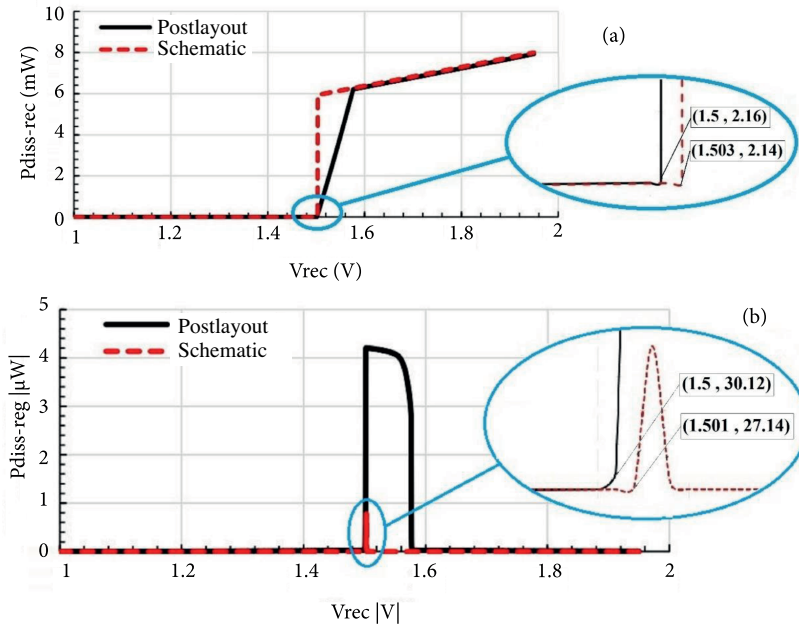 10
8
6
4
2
0
Pdiss-rec (mW)
Postlayout
Schematic
(a)
(1.5 , 2.16)
(1.503 , 2.14)
1
1.2
1.4
1.6
1.8
2
Vrec (V)
5
4
3
2
1
0
Pdiss-reg |µW|
Postlayout
Schematic
(b)
(1.5 , 30.12)
(1.501 , 27.14)
1
1.2
1.4
1.6
1.8
2
Vrec |V|